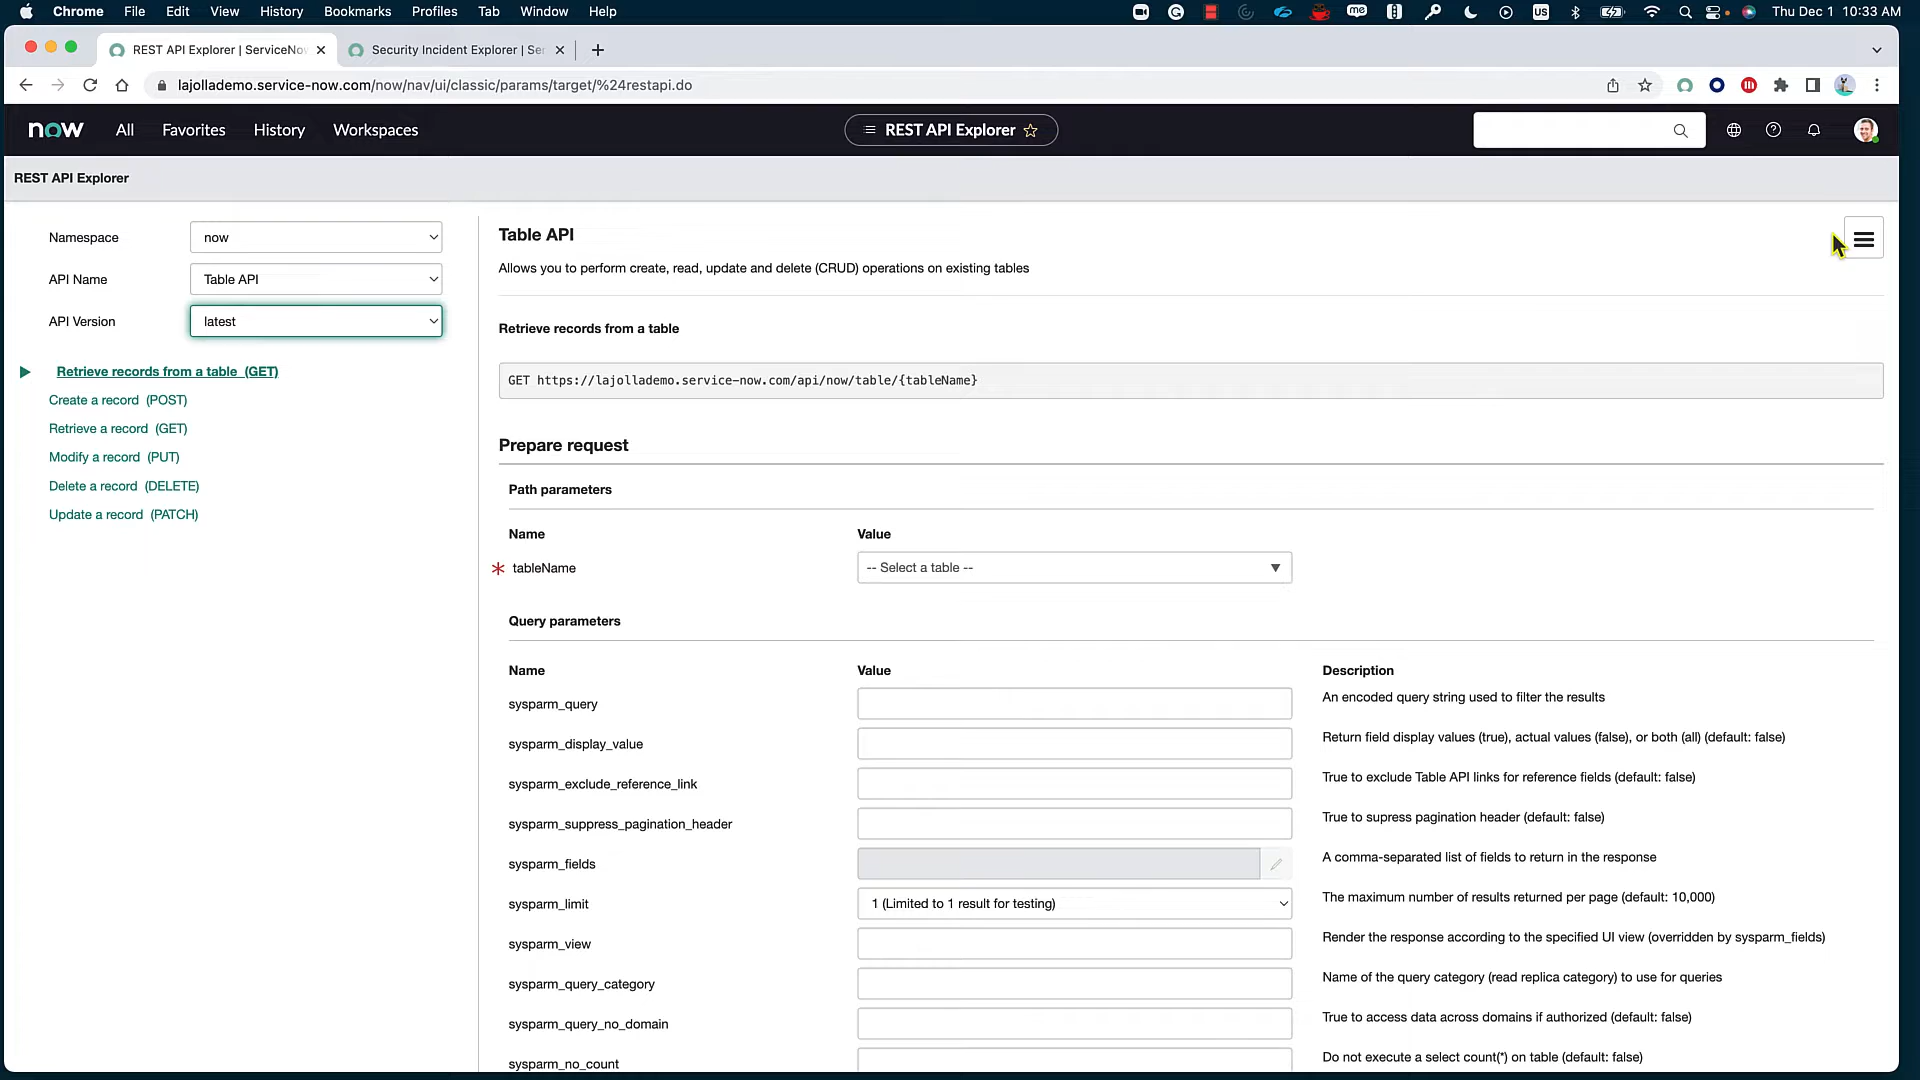 Chrome File Edit View History Bookmarks Profiles Tab Window Help me US Thu Dec 1 10:33 AM
REST API Explorer | ServiceNo Security Incident Explorer | Se
lajollademo.service-now.com/now/nav/ui/classic/params/target/%24restapi.do
now All Favorites History Workspaces REST API Explorer
REST API Explorer
Namespace now
API Name Table API
API Version latest
Retrieve records from a table (GET)
Create a record (POST)
Retrieve a record (GET)
Modify a record (PUT)
Delete a record (DELETE)
Update a record (PATCH)
Table API
Allows you to perform create, read, update and delete (CRUD) operations on existing tables
Retrieve records from a table
GET https://lajollademo.service-now.com/api/now/table/{tableName}
Prepare request
Path parameters
Name Value
tableName -- Select a table --
Query parameters
Name Value Description
sysparm_query An encoded query string used to filter the results
sysparm_display_value Return field display values (true), actual values (false), or both (all) (default: false)
sysparm_exclude_reference_link True to exclude Table API links for reference fields (default: false)
sysparm_suppress_pagination_header True to supress pagination header (default: false)
sysparm_fields A comma-separated list of fields to return in the response
sysparm_limit 1 (Limited to 1 result for testing) The maximum number of results returned per page (default: 10,000)
sysparm_view Render the response according to the specified UI view (overridden by sysparm_fields)
sysparm_query_category Name of the query category (read replica category) to use for queries
sysparm_query_no_domain True to access data across domains if authorized (default: false)
sysparm_no_count Do not execute a select count(*) on table (default: false)